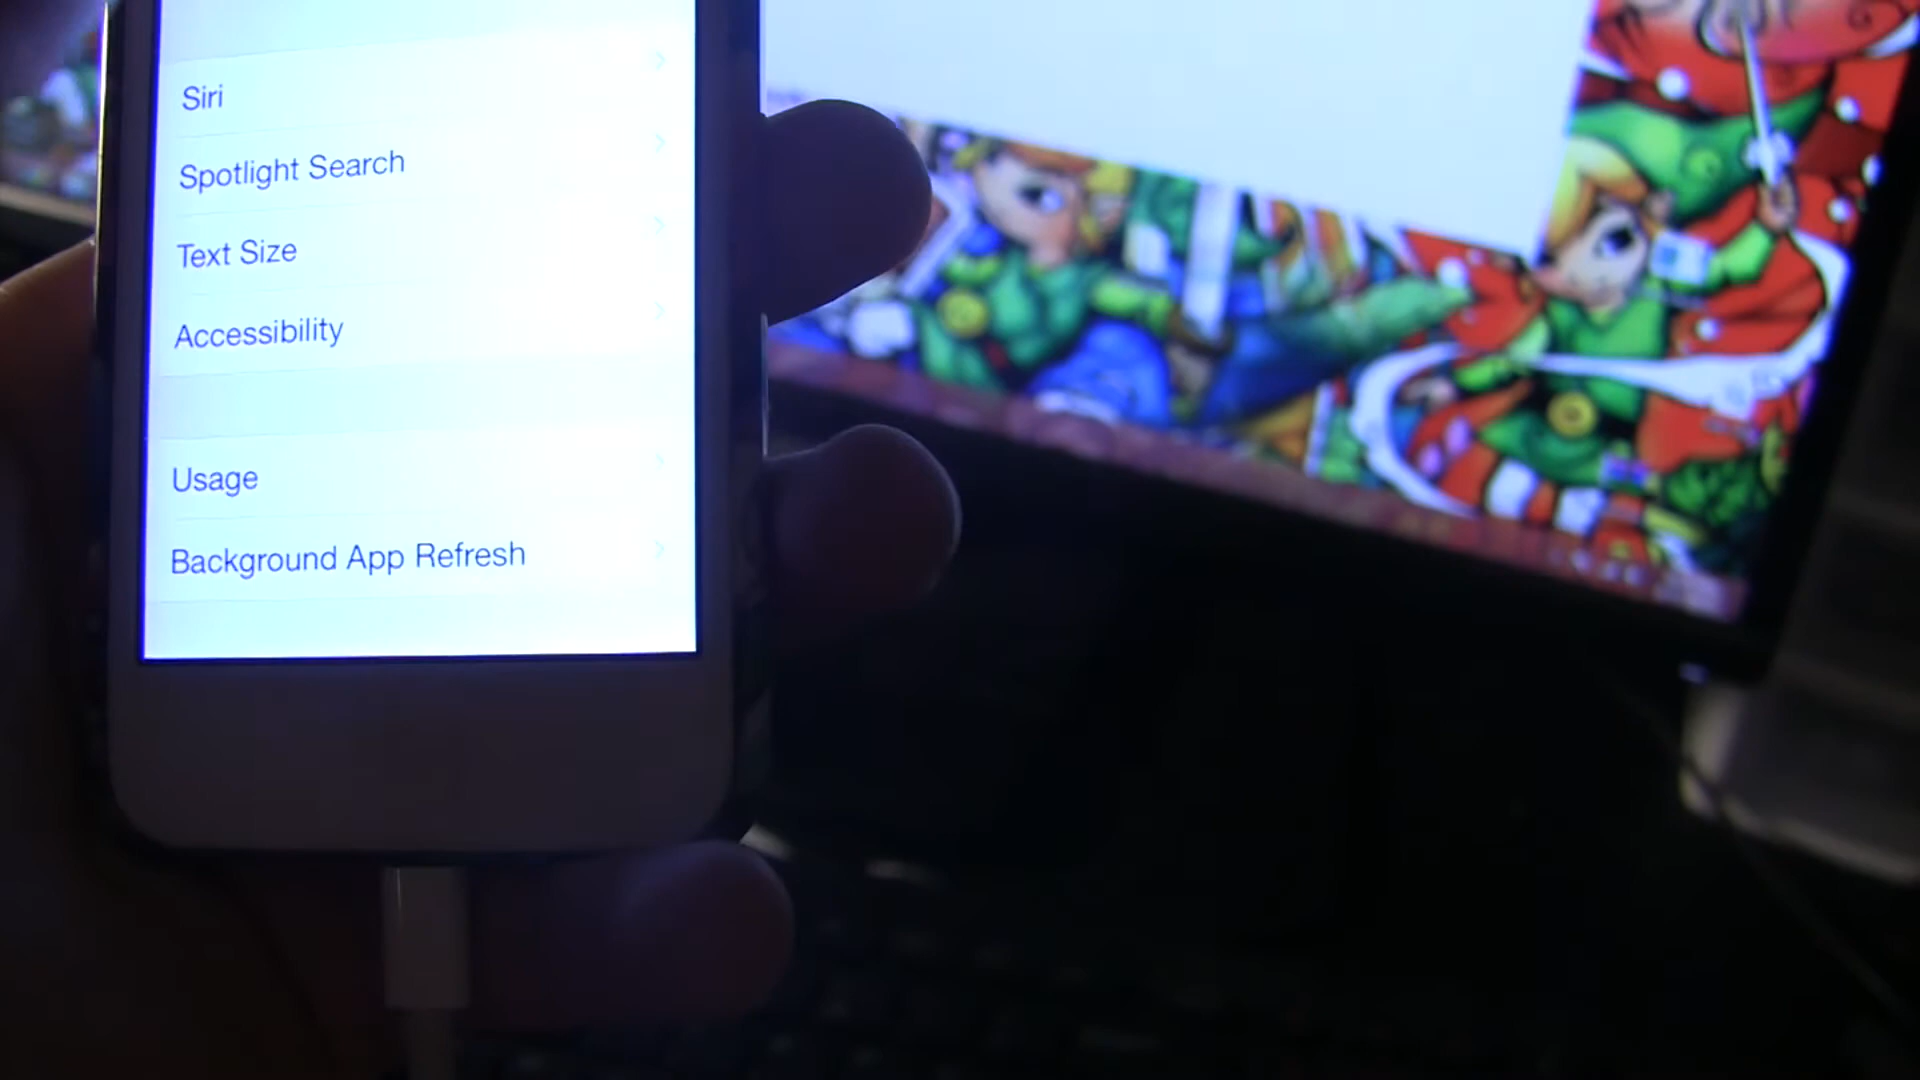 Siri
Spotlight Search
Text Size
Accessibility
Usage
Background App Refresh